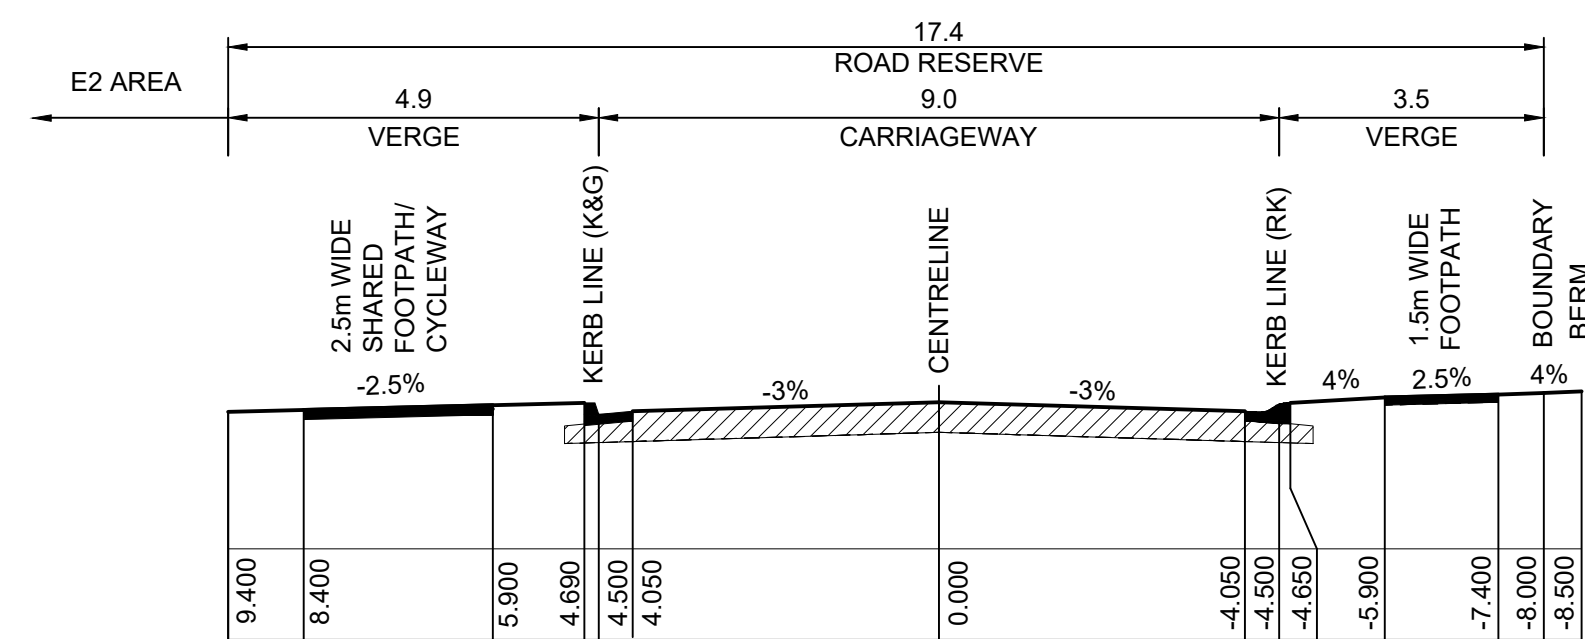 17.4
ROAD RESERVE
E2 AREA
4.9
9.0
3.5
VERGE
CARRIAGEWAY
VERGE
2.5m WIDE
SHARED
FOOTPATH/
CYCLEWAY
KERB LINE (K&G)
CENTRELINE
KERB LINE (RK)
1.5m WIDE
FOOTPATH
BOUNDARY
BERM
-2.5%
-3%
-3%
4%
2.5%
4%
9.400
8.400
5.900
4.690
4.500
4.050
0.000
-4.050
-4.500
-4.650
-5.900
-7.400
-8.000
-8.500